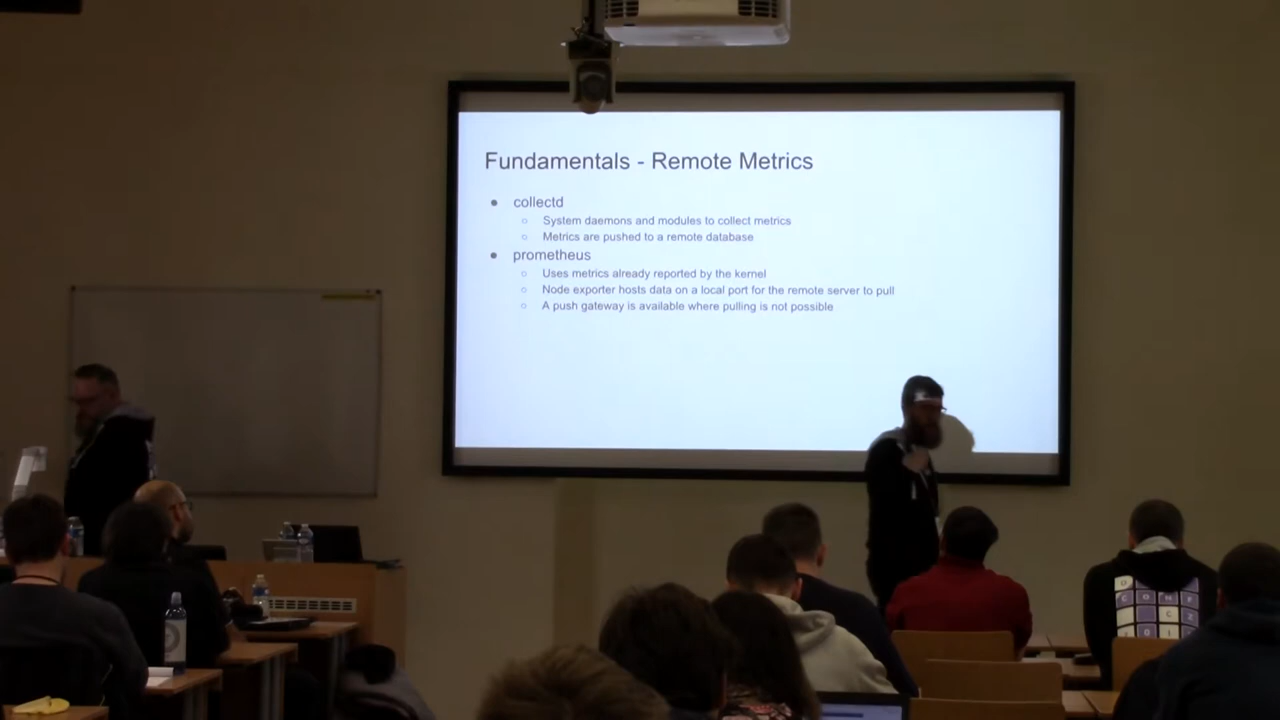 Fundamentals - Remote Metrics
collectd
System daemons and modules to collect metrics
Metrics are pushed to a remote database
prometheus
Uses metrics already reported by the kernel
Node exporter hosts data on a local port for the remote server to pull
A push gateway is available where pulling is not possible